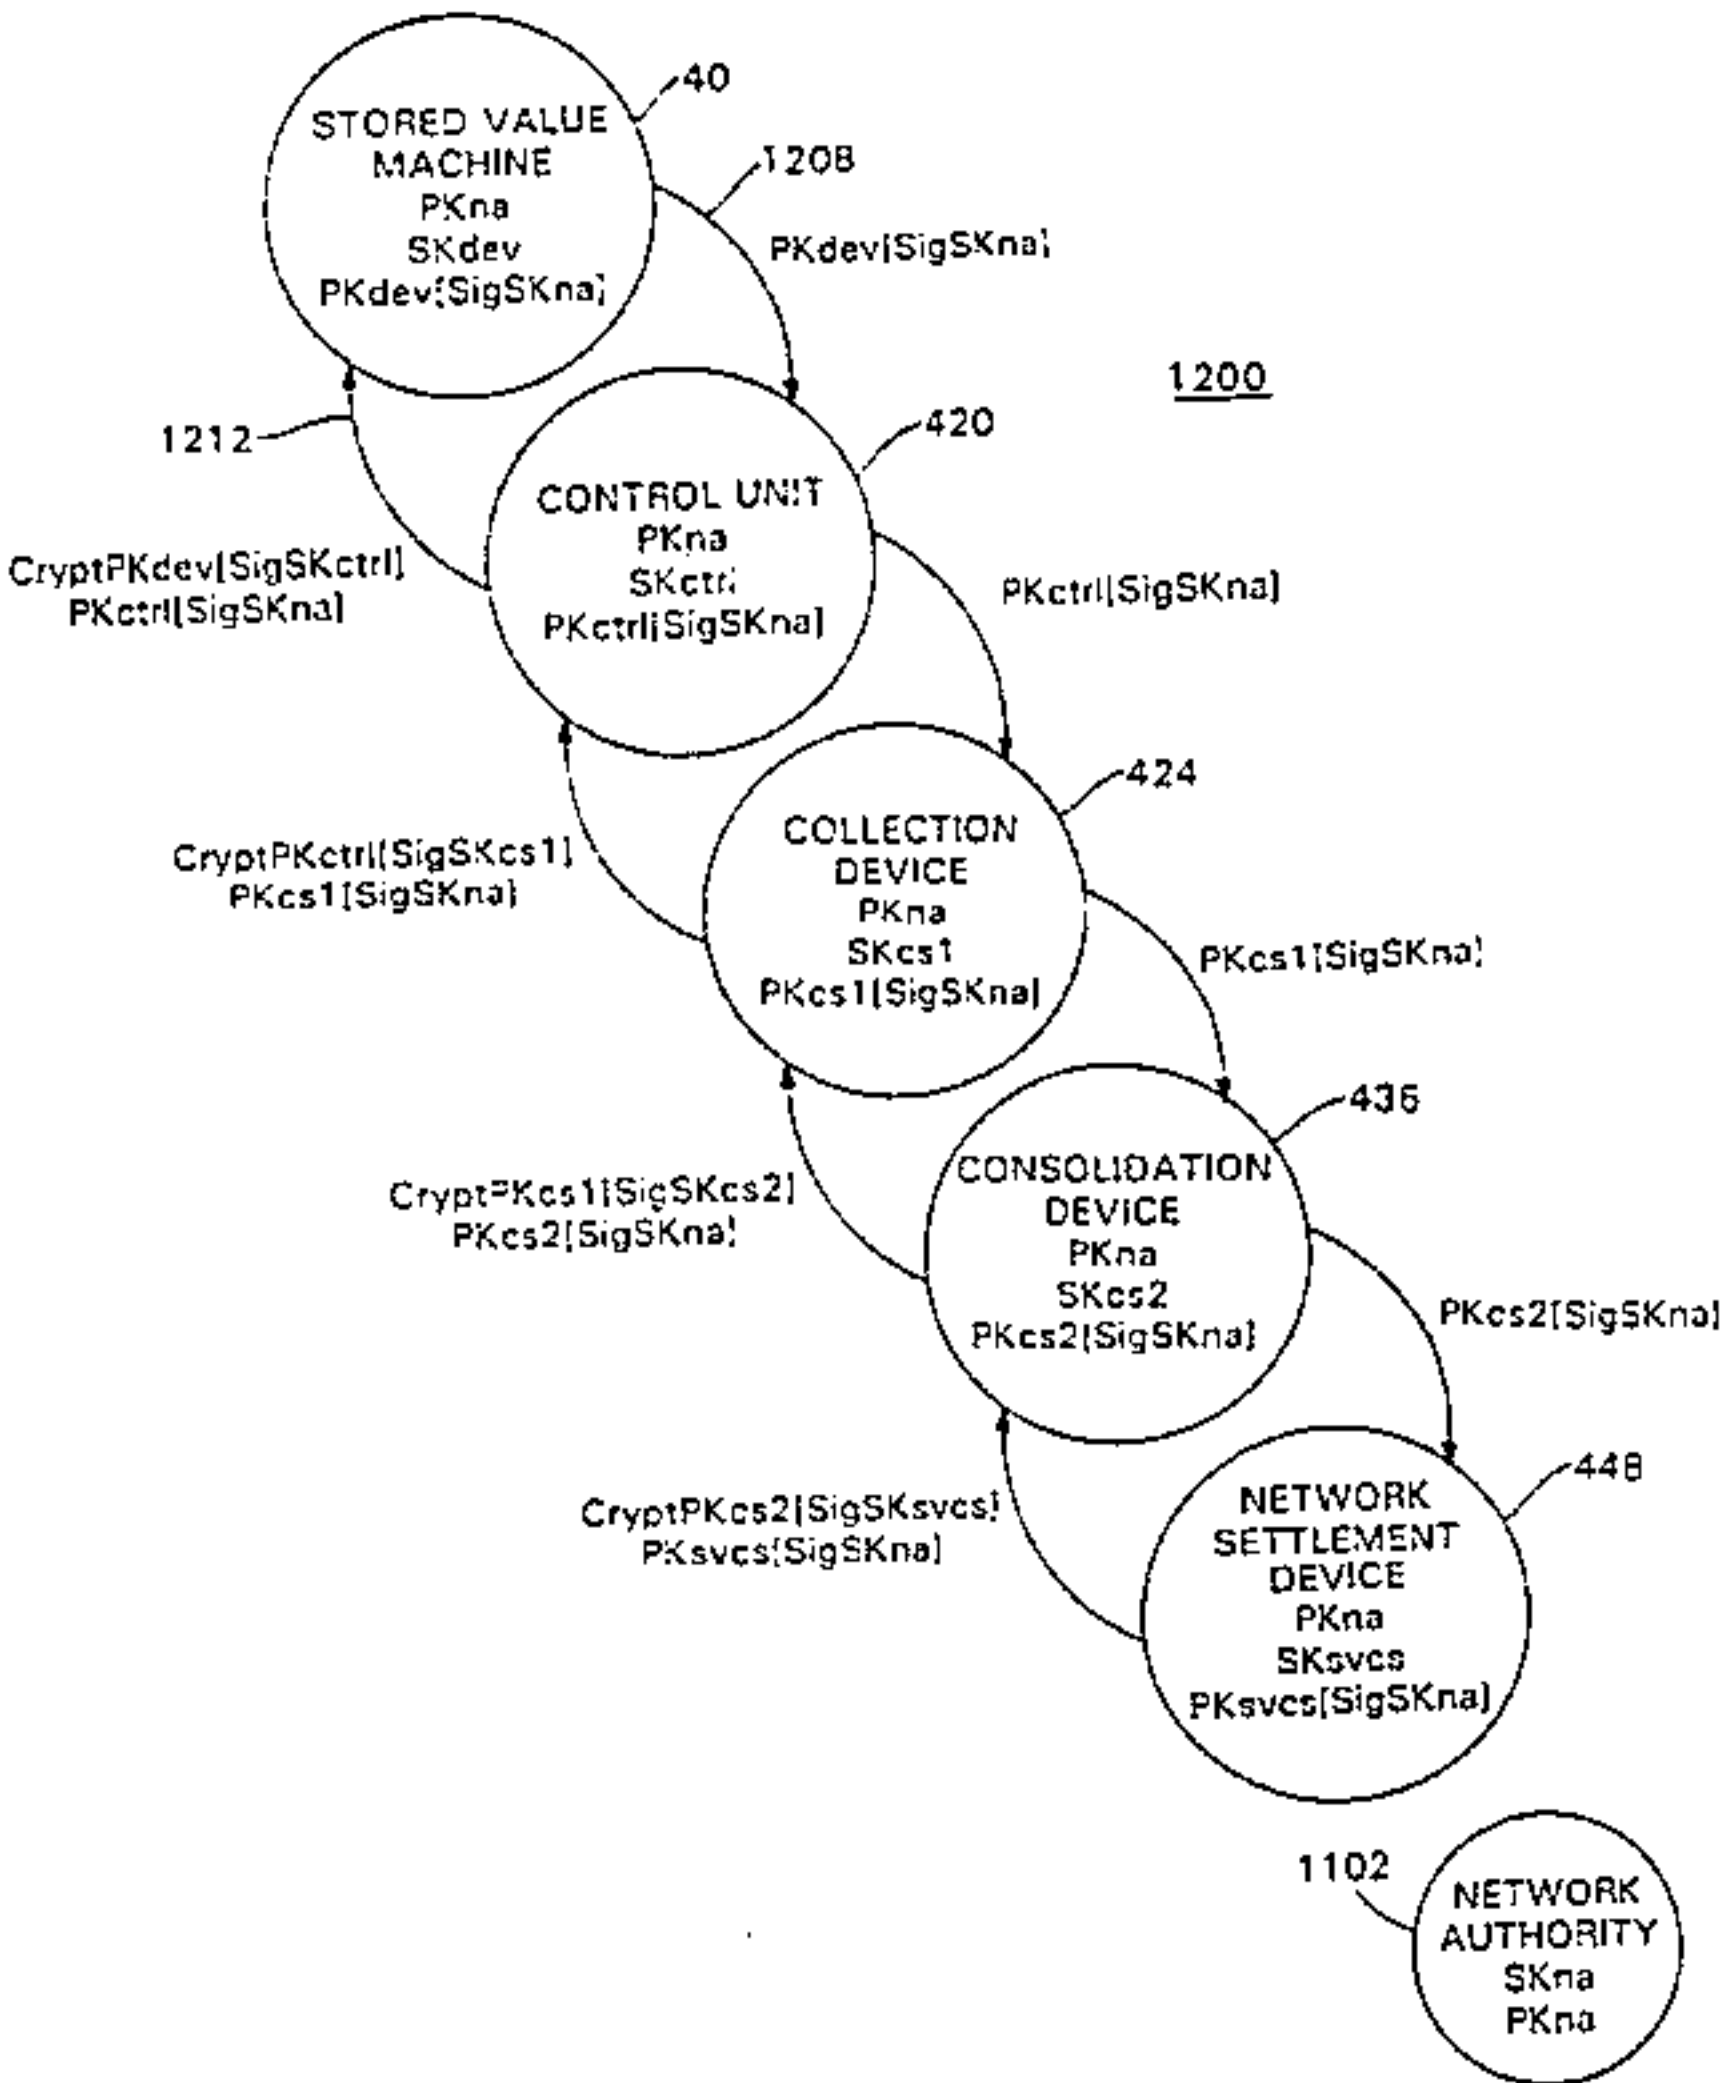 40
STORED VALUE
MACHINE
PKna
SKdev
PKdev[SigSKna]
1208
PKdev[SigSKna]
1200
1212
420
CONTROL UNIT
PKna
SKctrl
PKctrl[SigSKna]
CryptPKdev[SigSKctrl]
PKctrl[SigSKna]
PKctrl[SigSKna]
424
COLLECTION
DEVICE
PKna
SKcs1
PKcs1[SigSKna]
CryptPKctrl[SigSKcs1]
PKcs1[SigSKna]
PKcs1[SigSKna]
436
CONSOLIDATION
DEVICE
PKna
SKcs2
PKcs2[SigSKna]
CryptPKcs1[SigSKcs2]
PKcs2[SigSKna]
PKcs2[SigSKna]
448
NETWORK
SETTLEMENT
DEVICE
PKna
SKsvcs
PKsvcs[SigSKna]
CryptPKcs2[SigSKsvcs]
PKsvcs[SigSKna]
1102
NETWORK
AUTHORITY
SKna
PKna